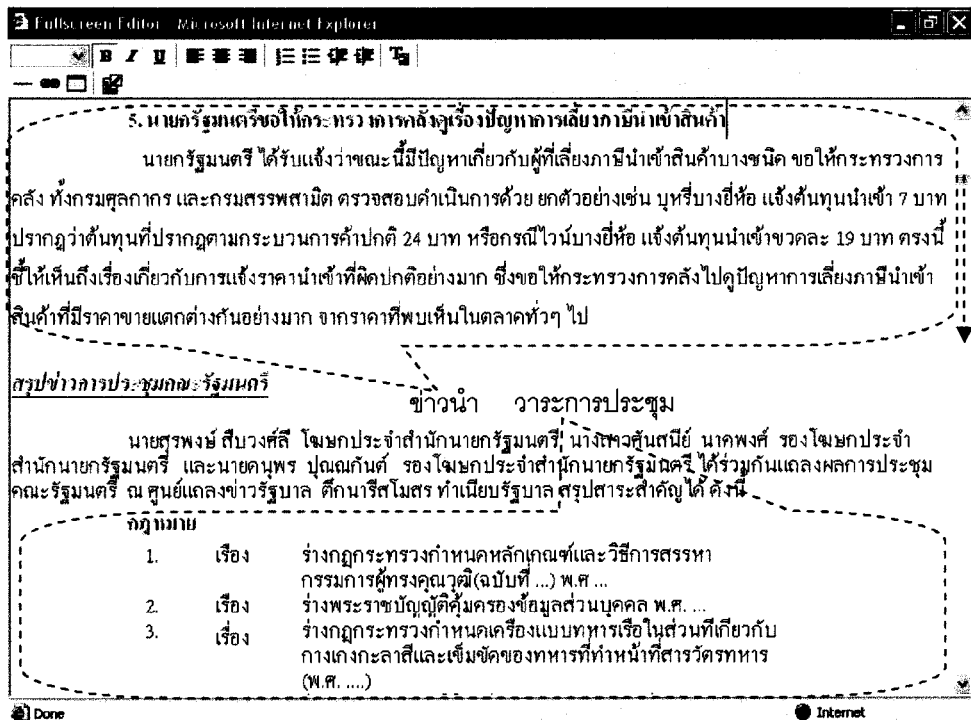 Fullscreen Editor - Microsoft Internet Explorer
B I U
5. นายกรัฐมนตรีขอให้กระทรวงการคลังดูเรื่องปัญหาการเลี่ยงภาษีนำเข้าสินค้า
นายกรัฐมนตรี ได้รับแจ้งว่าขณะนี้มีปัญหาเกี่ยวกับผู้ที่เลี่ยงภาษีนำเข้าสินค้าบางชนิด ขอให้กระทรวงการ
คลัง ทั้งกรมศุลกากร และกรมสรรพสามิต ตรวจสอบดำเนินการด้วย ยกตัวอย่างเช่น บุหรี่บางยี่ห้อ แจ้งต้นทุนนำเข้า 7 บาท
ปรากฎว่าต้นทุนที่ปรากฎตามกระบวนการค้าปกติ 24 บาท หรือกรณีไวน์บางยี่ห้อ แจ้งต้นทุนนำเข้าขวดละ 19 บาท ตรงนี้
ชี้ให้เห็นถึงเรื่องเกี่ยวกับการแจ้งราคานำเข้าที่ผิดปกติอย่างมาก ซึ่งขอให้กระทรวงการคลังไปดูปัญหาการเลี่ยงภาษีนำเข้า
สินค้าที่มีราคาขายแตกต่างกันอย่างมาก จากราคาที่พบเห็นในตลาดทั่วๆ ไป
สรุปข่าวการประชุมคณะรัฐมนตรี
ข่าวนำ วาระการประชุม
นายสุรพงษ์ สืบวงศ์ลี โฆษกประจำสำนักนายกรัฐมนตรี นางสาวศันสนีย์ นาคพงศ์ รองโฆษกประจำ
สำนักนายกรัฐมนตรี และนายดนุพร ปุณณกันต์ รองโฆษกประจำสำนักนายกรัฐมนตรี ได้ร่วมกันแถลงผลการประชุม
คณะรัฐมนตรี ณ ศูนย์แถลงข่าวรัฐบาล ตึกนารีสโมสร ทำเนียบรัฐบาล สรุปสาระสำคัญได้ ดังนี้
กฎหมาย
1. เรื่อง ร่างกฎกระทรวงกำหนดหลักเกณฑ์และวิธีการสรรหา
กรรมการผู้ทรงคุณวุฒิ(ฉบับที่ ...) พ.ศ ...
2. เรื่อง ร่างพระราชบัญญัติคุ้มครองข้อมูลส่วนบุคคล พ.ศ. ...
3. เรื่อง ร่างกฎกระทรวงกำหนดเครื่องแบบทหารเรือในส่วนที่เกี่ยวกับ
กางเกงกะลาสีและเข็มขัดของทหารที่ทำหน้าที่สารวัตรทหาร
(พ.ศ. ....)
Done Internet